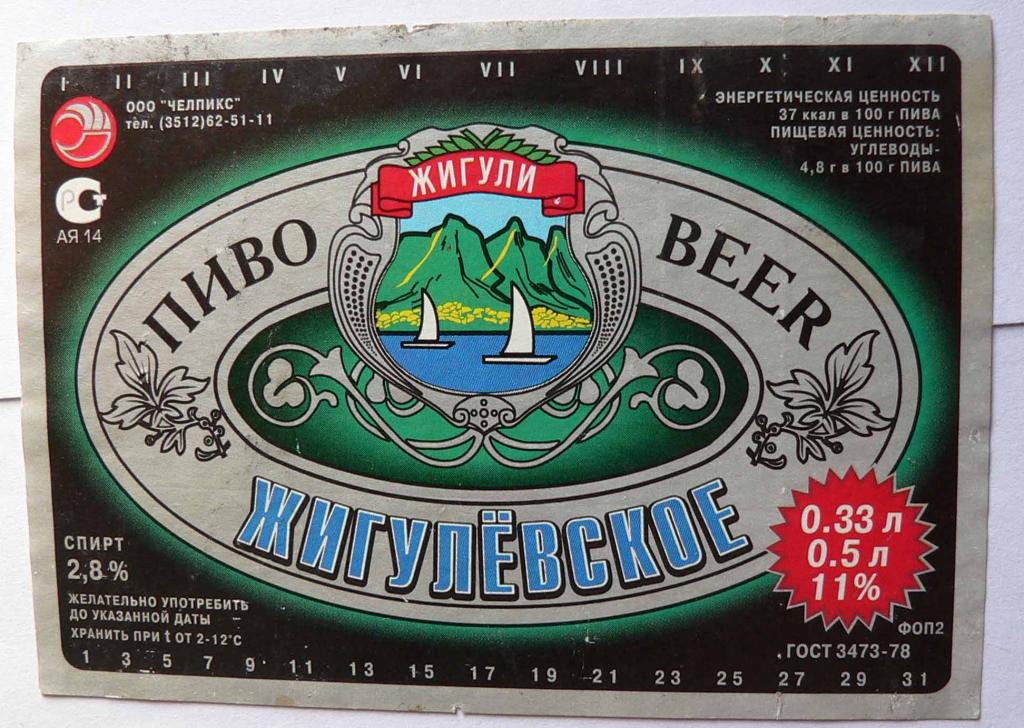 I II III IV V VI VII VIII IX X XI XII
ООО "ЧЕЛПИКС"
тел. (3512)62-51-11
АЯ 14
ЭНЕРГЕТИЧЕСКАЯ ЦЕННОСТЬ
37 ккал в 100 г ПИВА
ПИЩЕВАЯ ЦЕННОСТЬ:
УГЛЕВОДЫ-
4,8 г в 100 г ПИВА
ЖИГУЛИ
ПИВО
BEER
ЖИГУЛЁВСКОЕ
0.33 л
0.5 л
11%
СПИРТ
2,8 %
ЖЕЛАТЕЛЬНО УПОТРЕБИТЬ
ДО УКАЗАННОЙ ДАТЫ
ХРАНИТЬ ПРИ t ОТ 2-12°С
ФОП2
.ГОСТ 3473-78
1 3 5 7 9 11 13 15 17 19 21 23 25 27 29 31